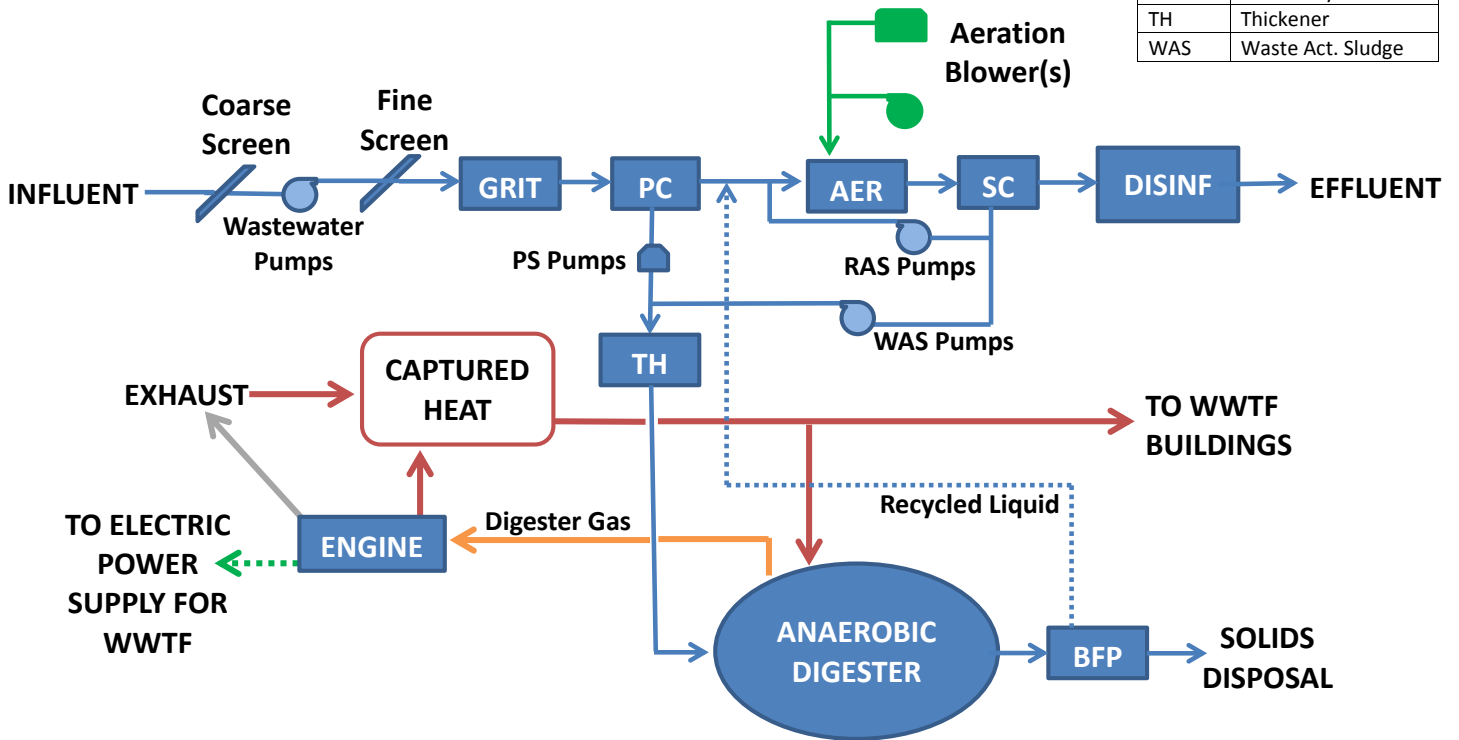 TH Thickener
WAS Waste Act. Sludge
Aeration
Blower(s)
Coarse
Screen
Fine
Screen
INFLUENT
Wastewater
Pumps
GRIT
PC
AER
SC
DISINF
EFFLUENT
PS Pumps
RAS Pumps
WAS Pumps
TH
EXHAUST
CAPTURED
HEAT
TO WWTF
BUILDINGS
Recycled Liquid
Digester Gas
ENGINE
TO ELECTRIC
POWER
SUPPLY FOR
WWTF
ANAEROBIC
DIGESTER
BFP
SOLIDS
DISPOSAL